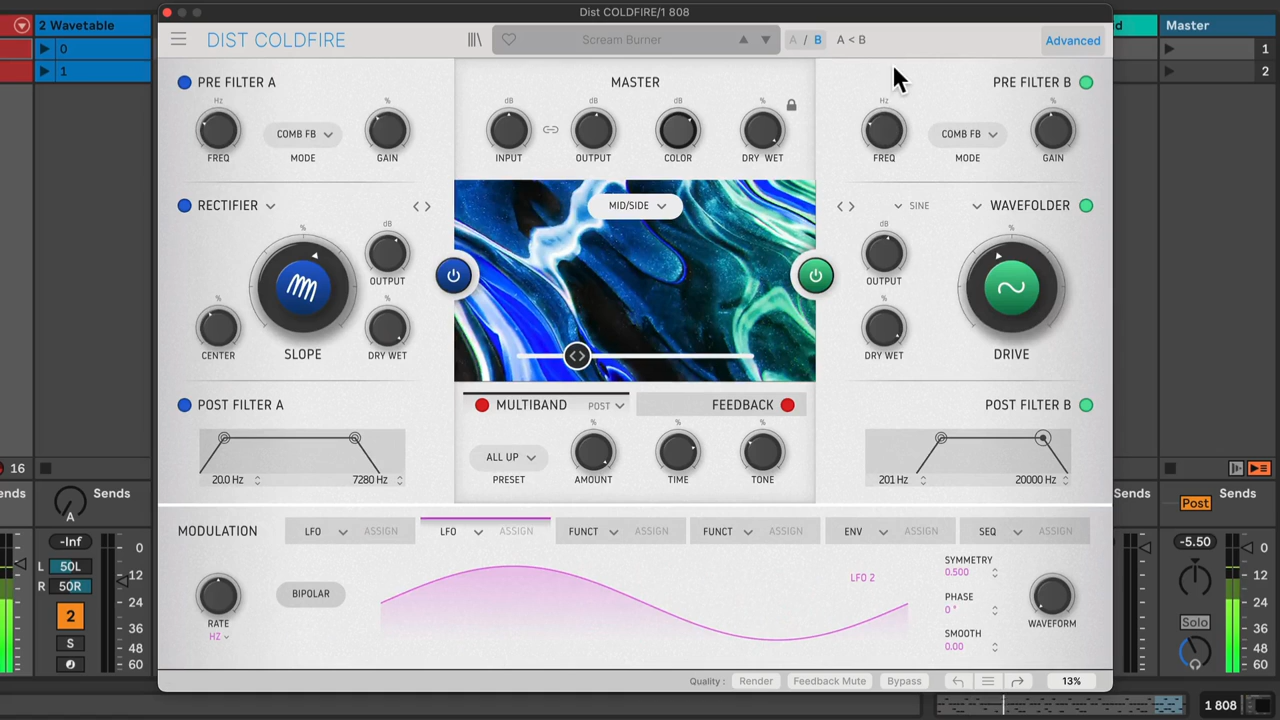 Dist COLDFIRE/1 808
2 Wavetable
0
1
16
Sends
A
-Inf
L 50L
R 50R
2
S
0
12
24
36
48
60
DIST COLDFIRE
Scream Burner
A / B
A < B
Advanced
PRE FILTER A
Hz
FREQ
COMB FB
MODE
%
GAIN
RECTIFIER
%
SLOPE
dB
OUTPUT
%
CENTER
%
DRY WET
POST FILTER A
20.0 Hz
7280 Hz
MASTER
dB
INPUT
dB
OUTPUT
dB
COLOR
%
DRY WET
MID/SIDE
MULTIBAND
POST
FEEDBACK
ALL UP
PRESET
%
AMOUNT
%
TIME
%
TONE
PRE FILTER B
Hz
FREQ
COMB FB
MODE
%
GAIN
SINE
WAVEFOLDER
dB
OUTPUT
%
DRY WET
%
DRIVE
POST FILTER B
201 Hz
20000 Hz
MODULATION
LFO ASSIGN
LFO ASSIGN
FUNCT ASSIGN
FUNCT ASSIGN
ENV ASSIGN
SEQ ASSIGN
RATE
HZ
BIPOLAR
LFO 2
SYMMETRY
0.500
PHASE
0 °
SMOOTH
0.00
WAVEFORM
Quality :
Render
Feedback Mute
Bypass
13%
Master
1
2
Sends
Sends
Post
-5.50
Solo
0
12
24
36
48
60
1 808